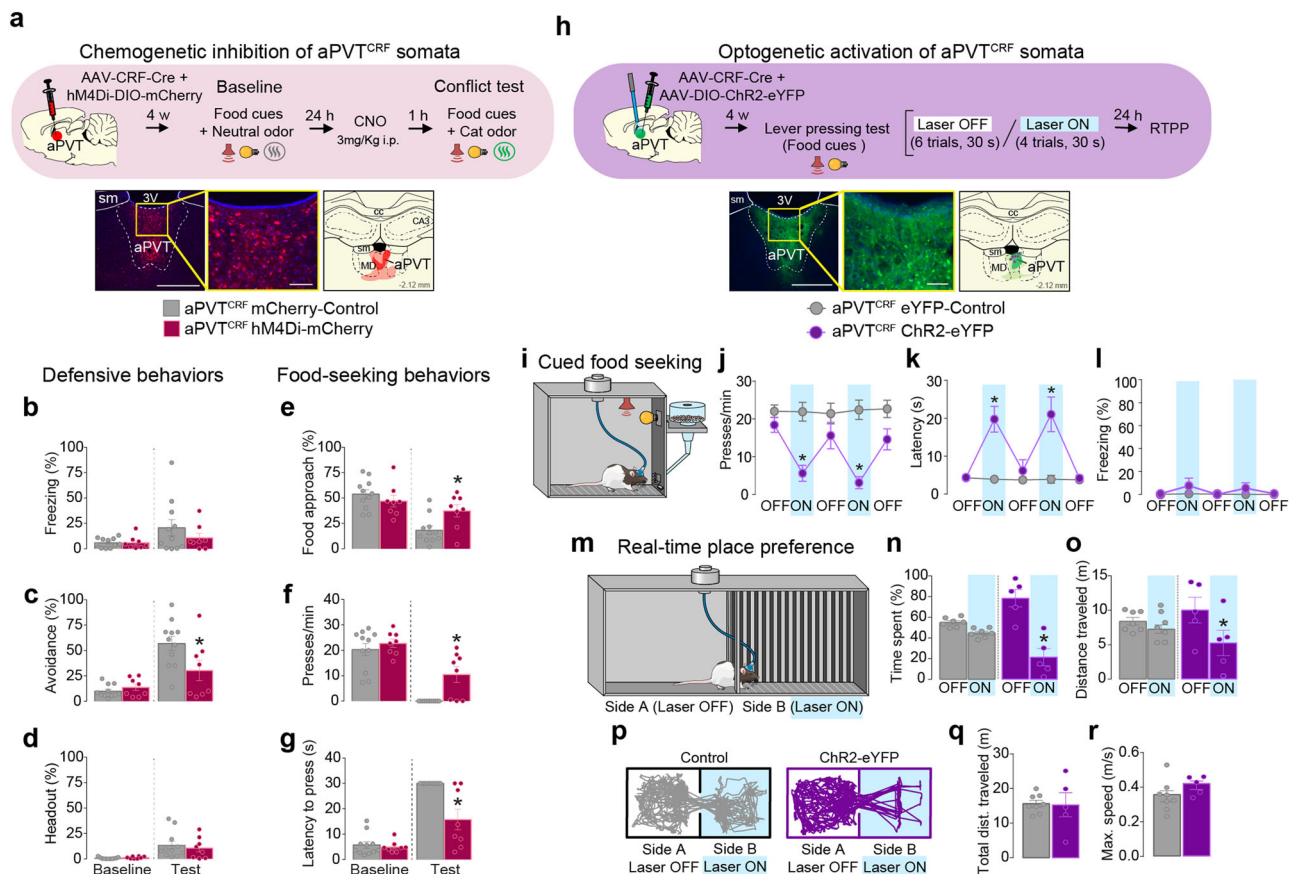 a
Chemogenetic inhibition of aPVTCRF somata
AAV-CRF-Cre +
hM4Di-DIO-mCherry
aPVT
4 w
Baseline
Food cues
+ Neutral odor
24 h
CNO
3mg/Kg i.p.
1 h
Conflict test
Food cues
+ Cat odor
sm
3V
aPVT
cc
CA3
sm
MD
aPVT
-2.12 mm
aPVTCRF mCherry-Control
aPVTCRF hM4Di-mCherry
h
Optogenetic activation of aPVTCRF somata
AAV-CRF-Cre +
AAV-DIO-ChR2-eYFP
aPVT
4 w
Lever pressing test
(Food cues )
Laser OFF
(6 trials, 30 s)
/
Laser ON
(4 trials, 30 s)
24 h
RTPP
sm
3V
aPVT
cc
sm
MD
aPVT
-2.12 mm
aPVTCRF eYFP-Control
aPVTCRF ChR2-eYFP
Defensive behaviors
b
Freezing (%)
100
75
50
25
0
c
Avoidance (%)
100
75
50
25
0
*
d
Headout (%)
100
75
50
25
0
Baseline Test
Food-seeking behaviors
e
Food approach (%)
100
75
50
25
0
*
f
Presses/min
40
30
20
10
0
*
g
Latency to press (s)
40
30
20
10
0
*
Baseline Test
i
Cued food seeking
j
Presses/min
30
20
10
0
* *
OFF ON OFF ON OFF
k
Latency (s)
30
20
10
0
* *
OFF ON OFF ON OFF
l
Freezing (%)
100
80
60
40
20
0
OFF ON OFF ON OFF
m
Real-time place preference
Side A (Laser OFF) Side B (Laser ON)
n
Time spent (%)
100
80
60
40
20
0
*
OFF ON OFF ON
o
Distance traveled (m)
15
10
5
0
*
OFF ON OFF ON
p
Control
Side A Side B
Laser OFF Laser ON
ChR2-eYFP
Side A Side B
Laser OFF Laser ON
q
Total dist. traveled (m)
30
20
10
0
r
Max. speed (m/s)
0.6
0.4
0.2
0.0